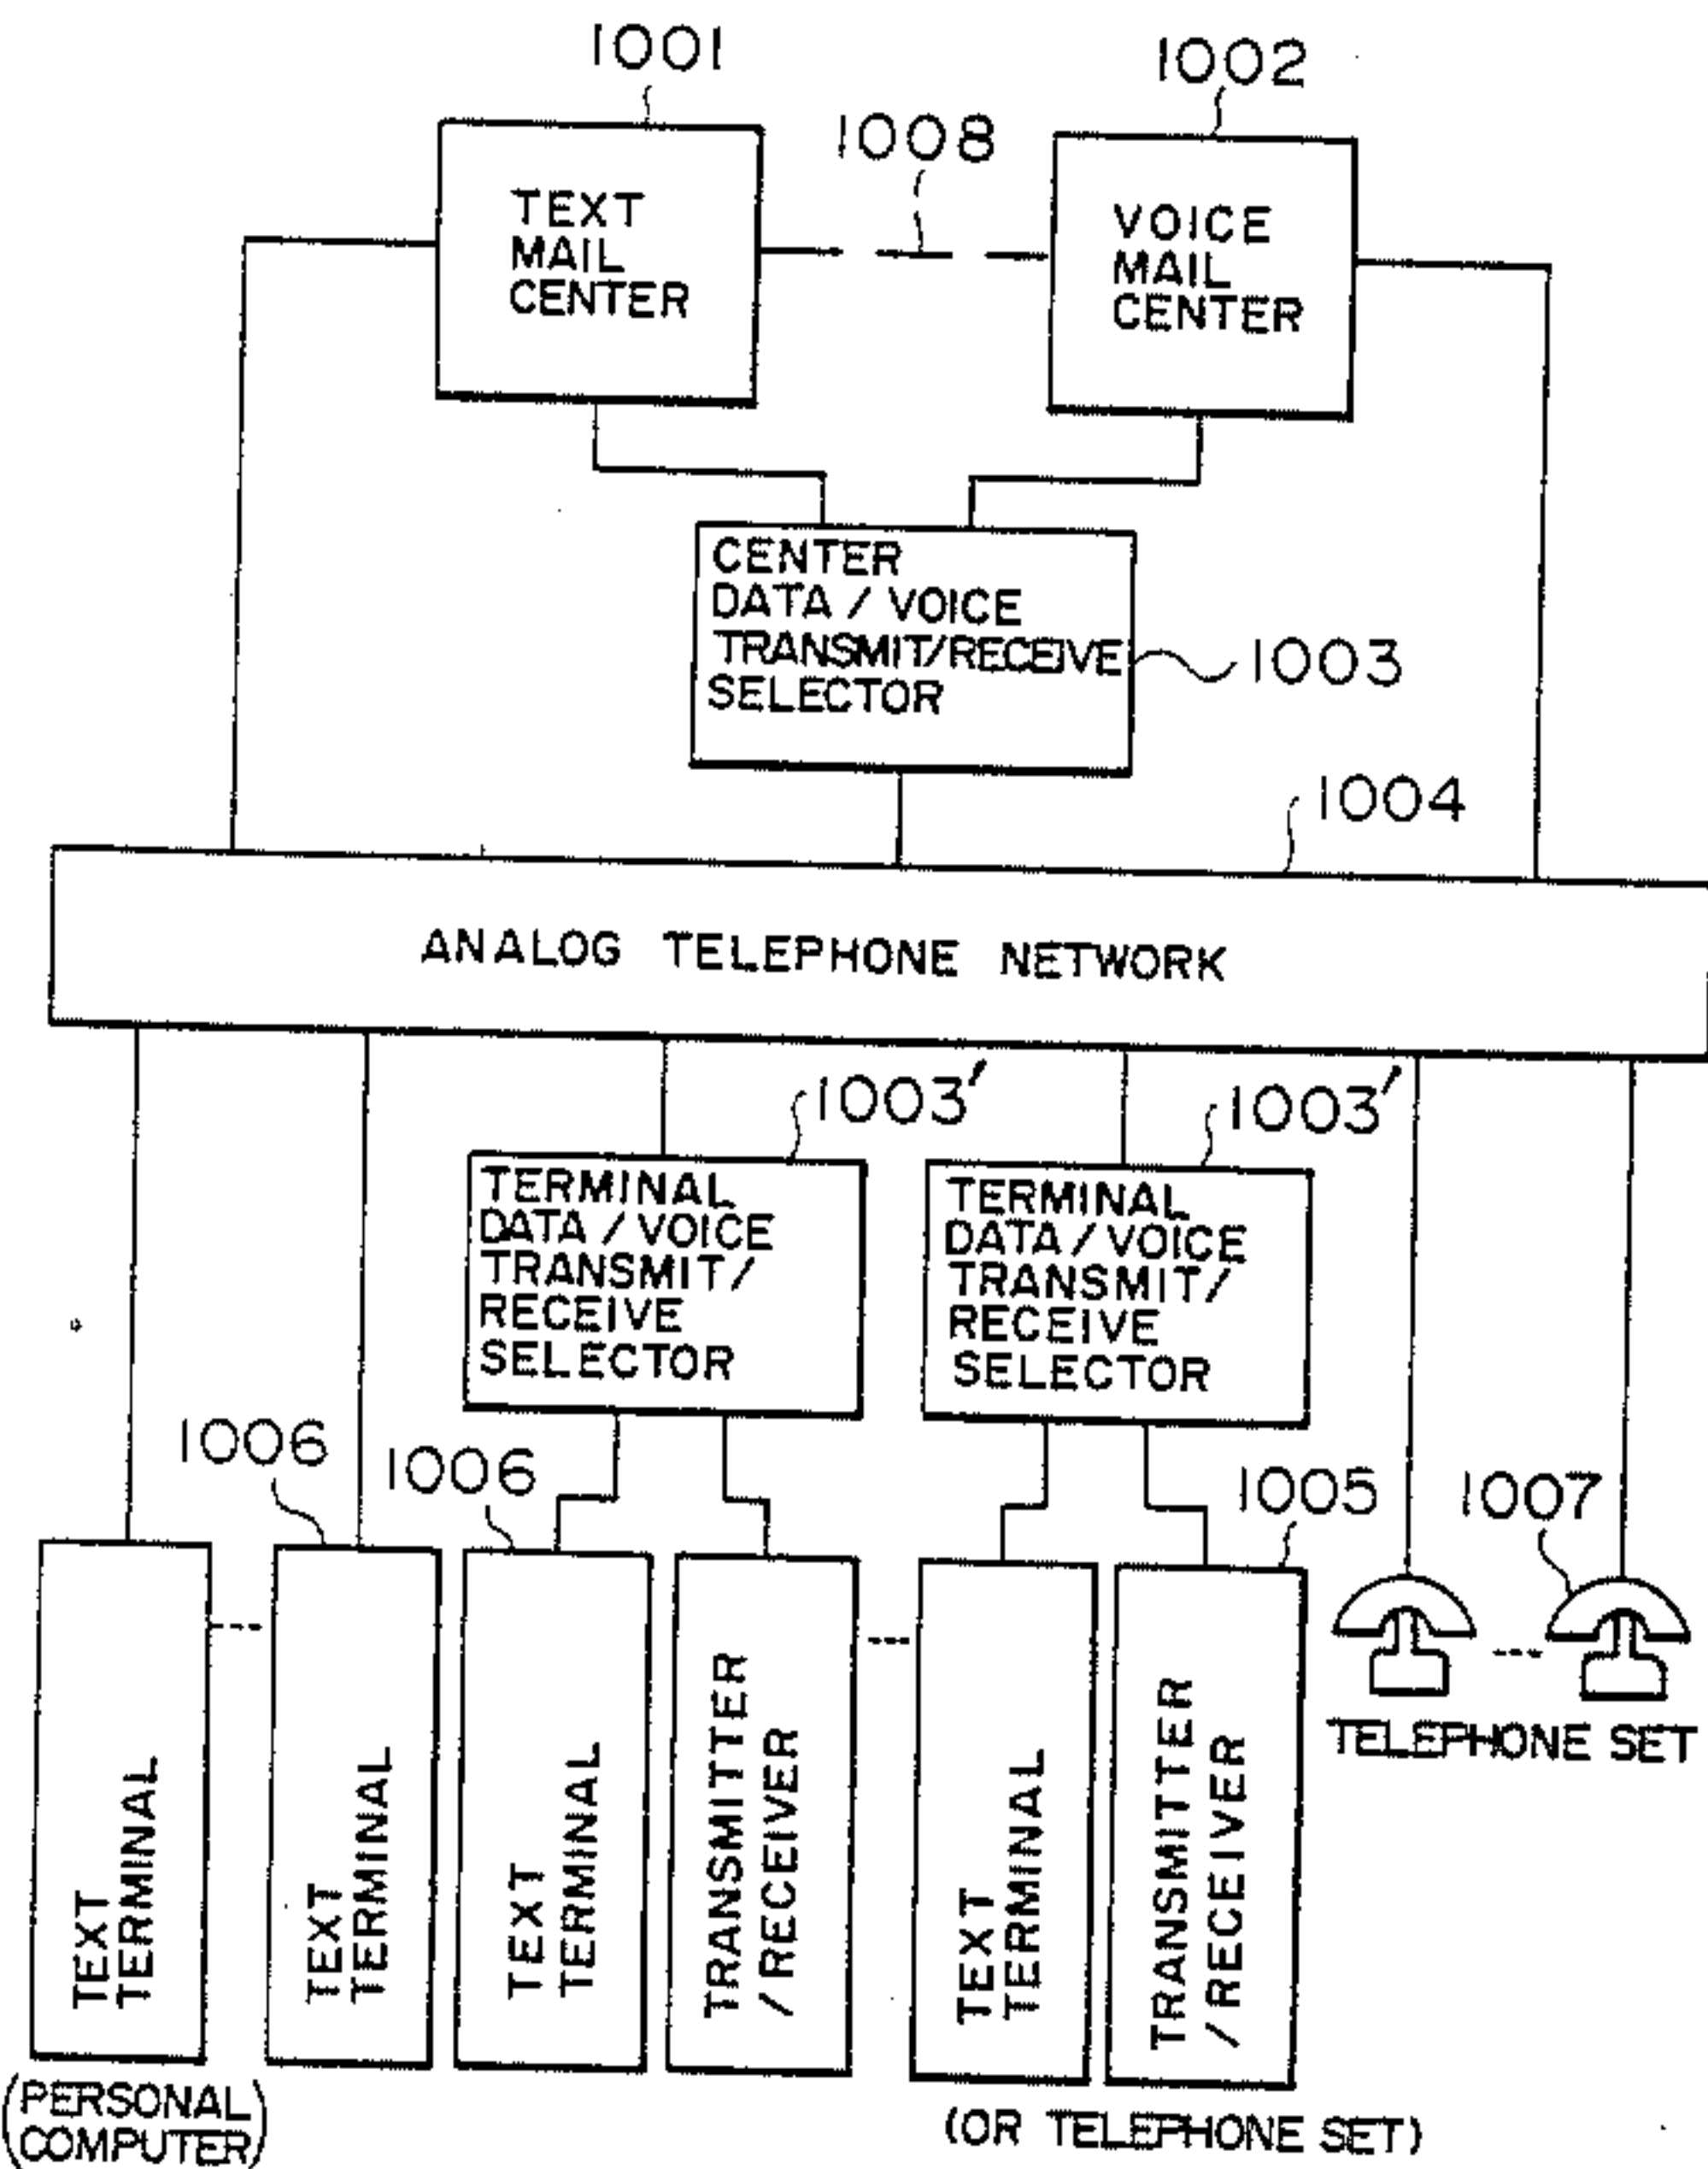 1001
1002
1008
TEXT
MAIL
CENTER
VOICE
MAIL
CENTER
CENTER
DATA / VOICE
TRANSMIT/RECEIVE
SELECTOR
1003
1004
ANALOG TELEPHONE NETWORK
1003'
1003'
TERMINAL
DATA / VOICE
TRANSMIT/
RECEIVE
SELECTOR
TERMINAL
DATA / VOICE
TRANSMIT/
RECEIVE
SELECTOR
1006
1006
1005
1007
TEXT
TERMINAL
TEXT
TERMINAL
TEXT
TERMINAL
TRANSMITTER
/RECEIVER
TEXT
TERMINAL
TRANSMITTER
/RECEIVER
TELEPHONE SET
(PERSONAL
COMPUTER)
(OR TELEPHONE SET)